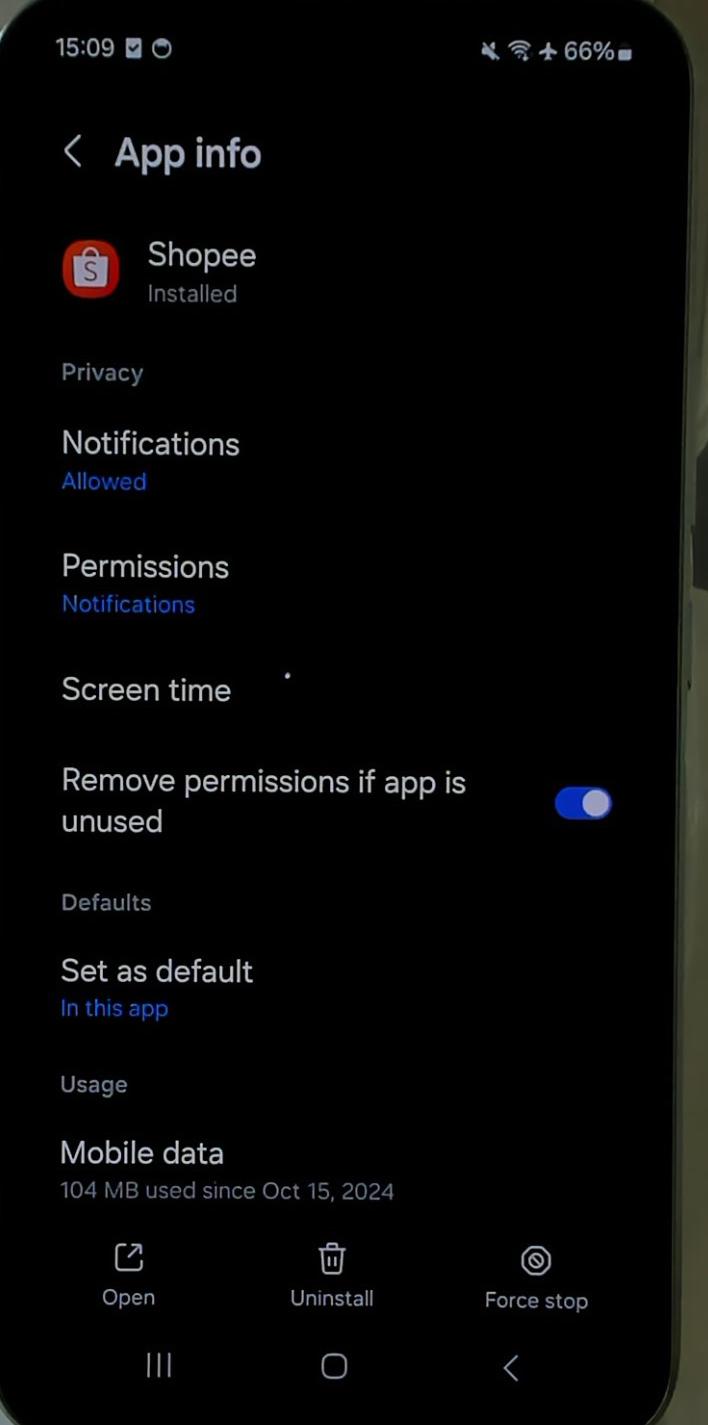 15:09
66%
App info
S
Shopee
Installed
Privacy
Notifications
Allowed
Permissions
Notifications
Screen time
Remove permissions if app is
unused
Defaults
Set as default
In this app
Usage
Mobile data
104 MB used since Oct 15, 2024
Open
Uninstall
Force stop